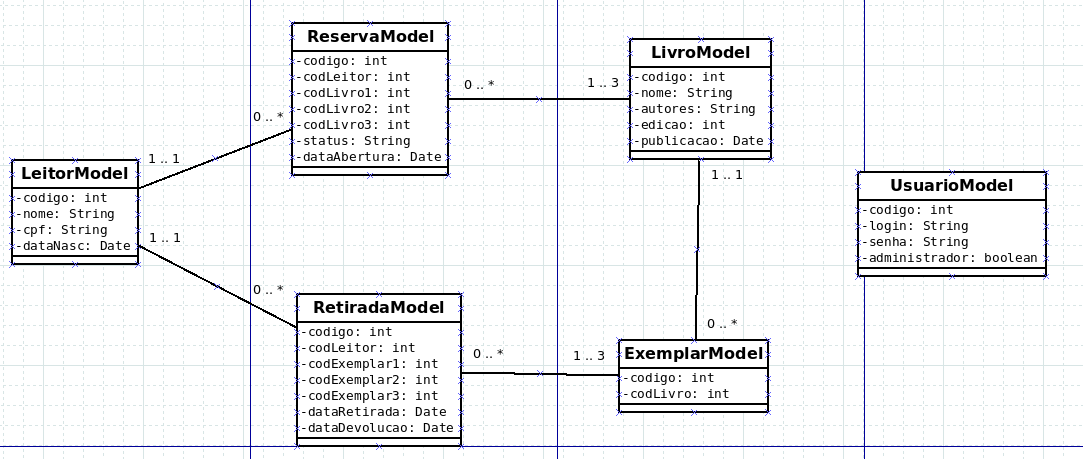 ReservaModel
-codigo: int
-codLeitor: int
-codLivro1: int
-codLivro2: int
-codLivro3: int
-status: String
-dataAbertura: Date
0 .. *
1 .. 3
LivroModel
-codigo: int
-nome: String
-autores: String
-edicao: int
-publicacao: Date
0 .. *
1 .. 1
LeitorModel
-codigo: int
-nome: String
-cpf: String
-dataNasc: Date
1 .. 1
0 .. *
1 .. 1
0 .. *
UsuarioModel
-codigo: int
-login: String
-senha: String
-administrador: boolean
RetiradaModel
-codigo: int
-codLeitor: int
-codExemplar1: int
-codExemplar2: int
-codExemplar3: int
-dataRetirada: Date
-dataDevolucao: Date
0 .. *
1 .. 3
ExemplarModel
-codigo: int
-codLivro: int